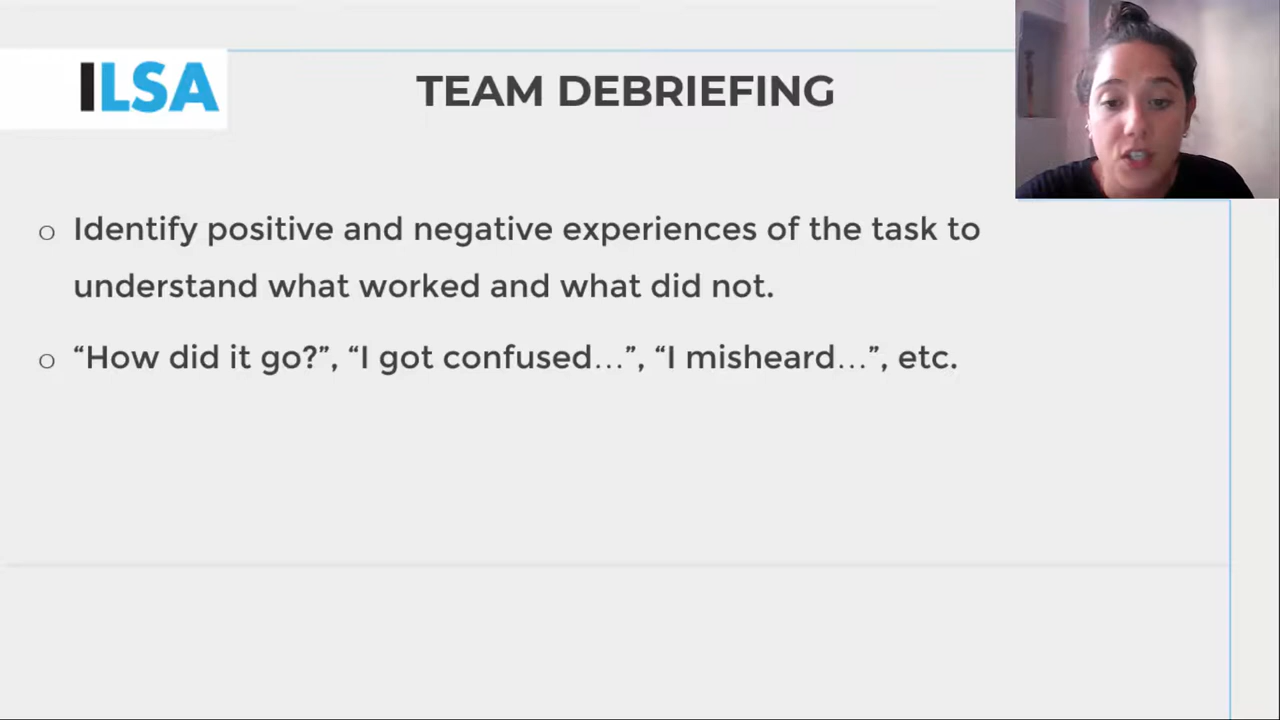 ILSA
TEAM DEBRIEFING
o Identify positive and negative experiences of the task to
understand what worked and what did not.
o “How did it go?”, “I got confused…”, “I misheard…”, etc.